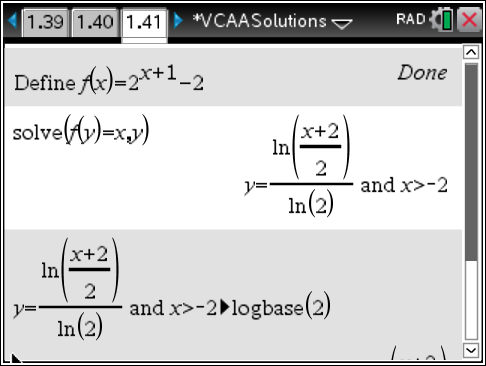 1.39 1.40 1.41 *VCAASolutions RAD
Define f(x)=2^(x+1)-2 Done
solve(f(y)=x,y)
y=ln((x+2)/2)/ln(2) and x>-2
y=ln((x+2)/2)/ln(2) and x>-2▶logbase(2)